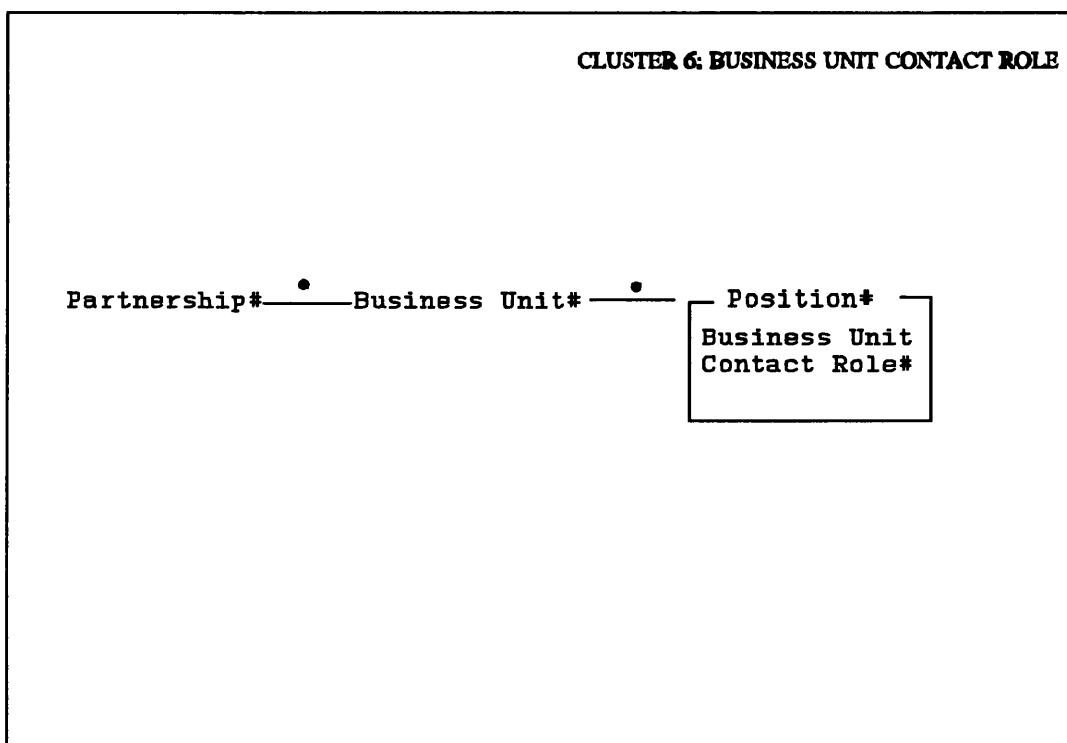 CLUSTER 6: BUSINESS UNIT CONTACT ROLE
Partnership# Business Unit# Position#
Business Unit
Contact Role#